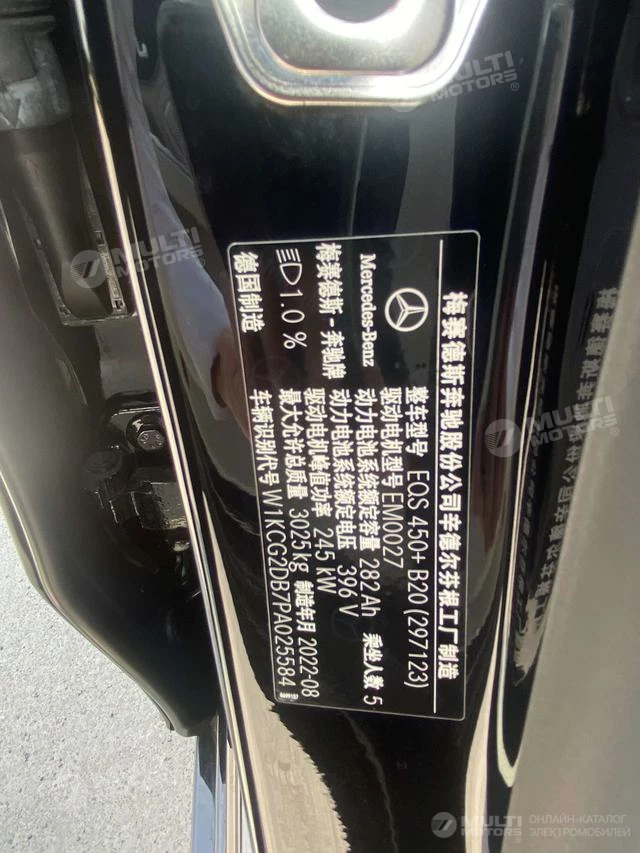 梅赛德斯奔驰股份公司辛德尔芬根工厂制造
Mercedes-Benz
梅赛德斯-奔驰牌
1.0 %
德国制造
整车型号 EQS 450+ B20 (297123)
驱动电机型号 EM0027
动力电池系统额定容量 282Ah 乘坐人数 5
动力电池系统额定电压 396 V
驱动电机峰值功率 245 kW
最大允许总质量 3025kg 制造年月 2022-08
车辆识别代号 W1KCG2DB7PA025584
MULTI MOTORS
MULTI MOTORS
MULTI MOTORS
MULTI MOTORS
ОНЛАЙН-КАТАЛОГ
ЭЛЕКТРОМОБИЛЕЙ